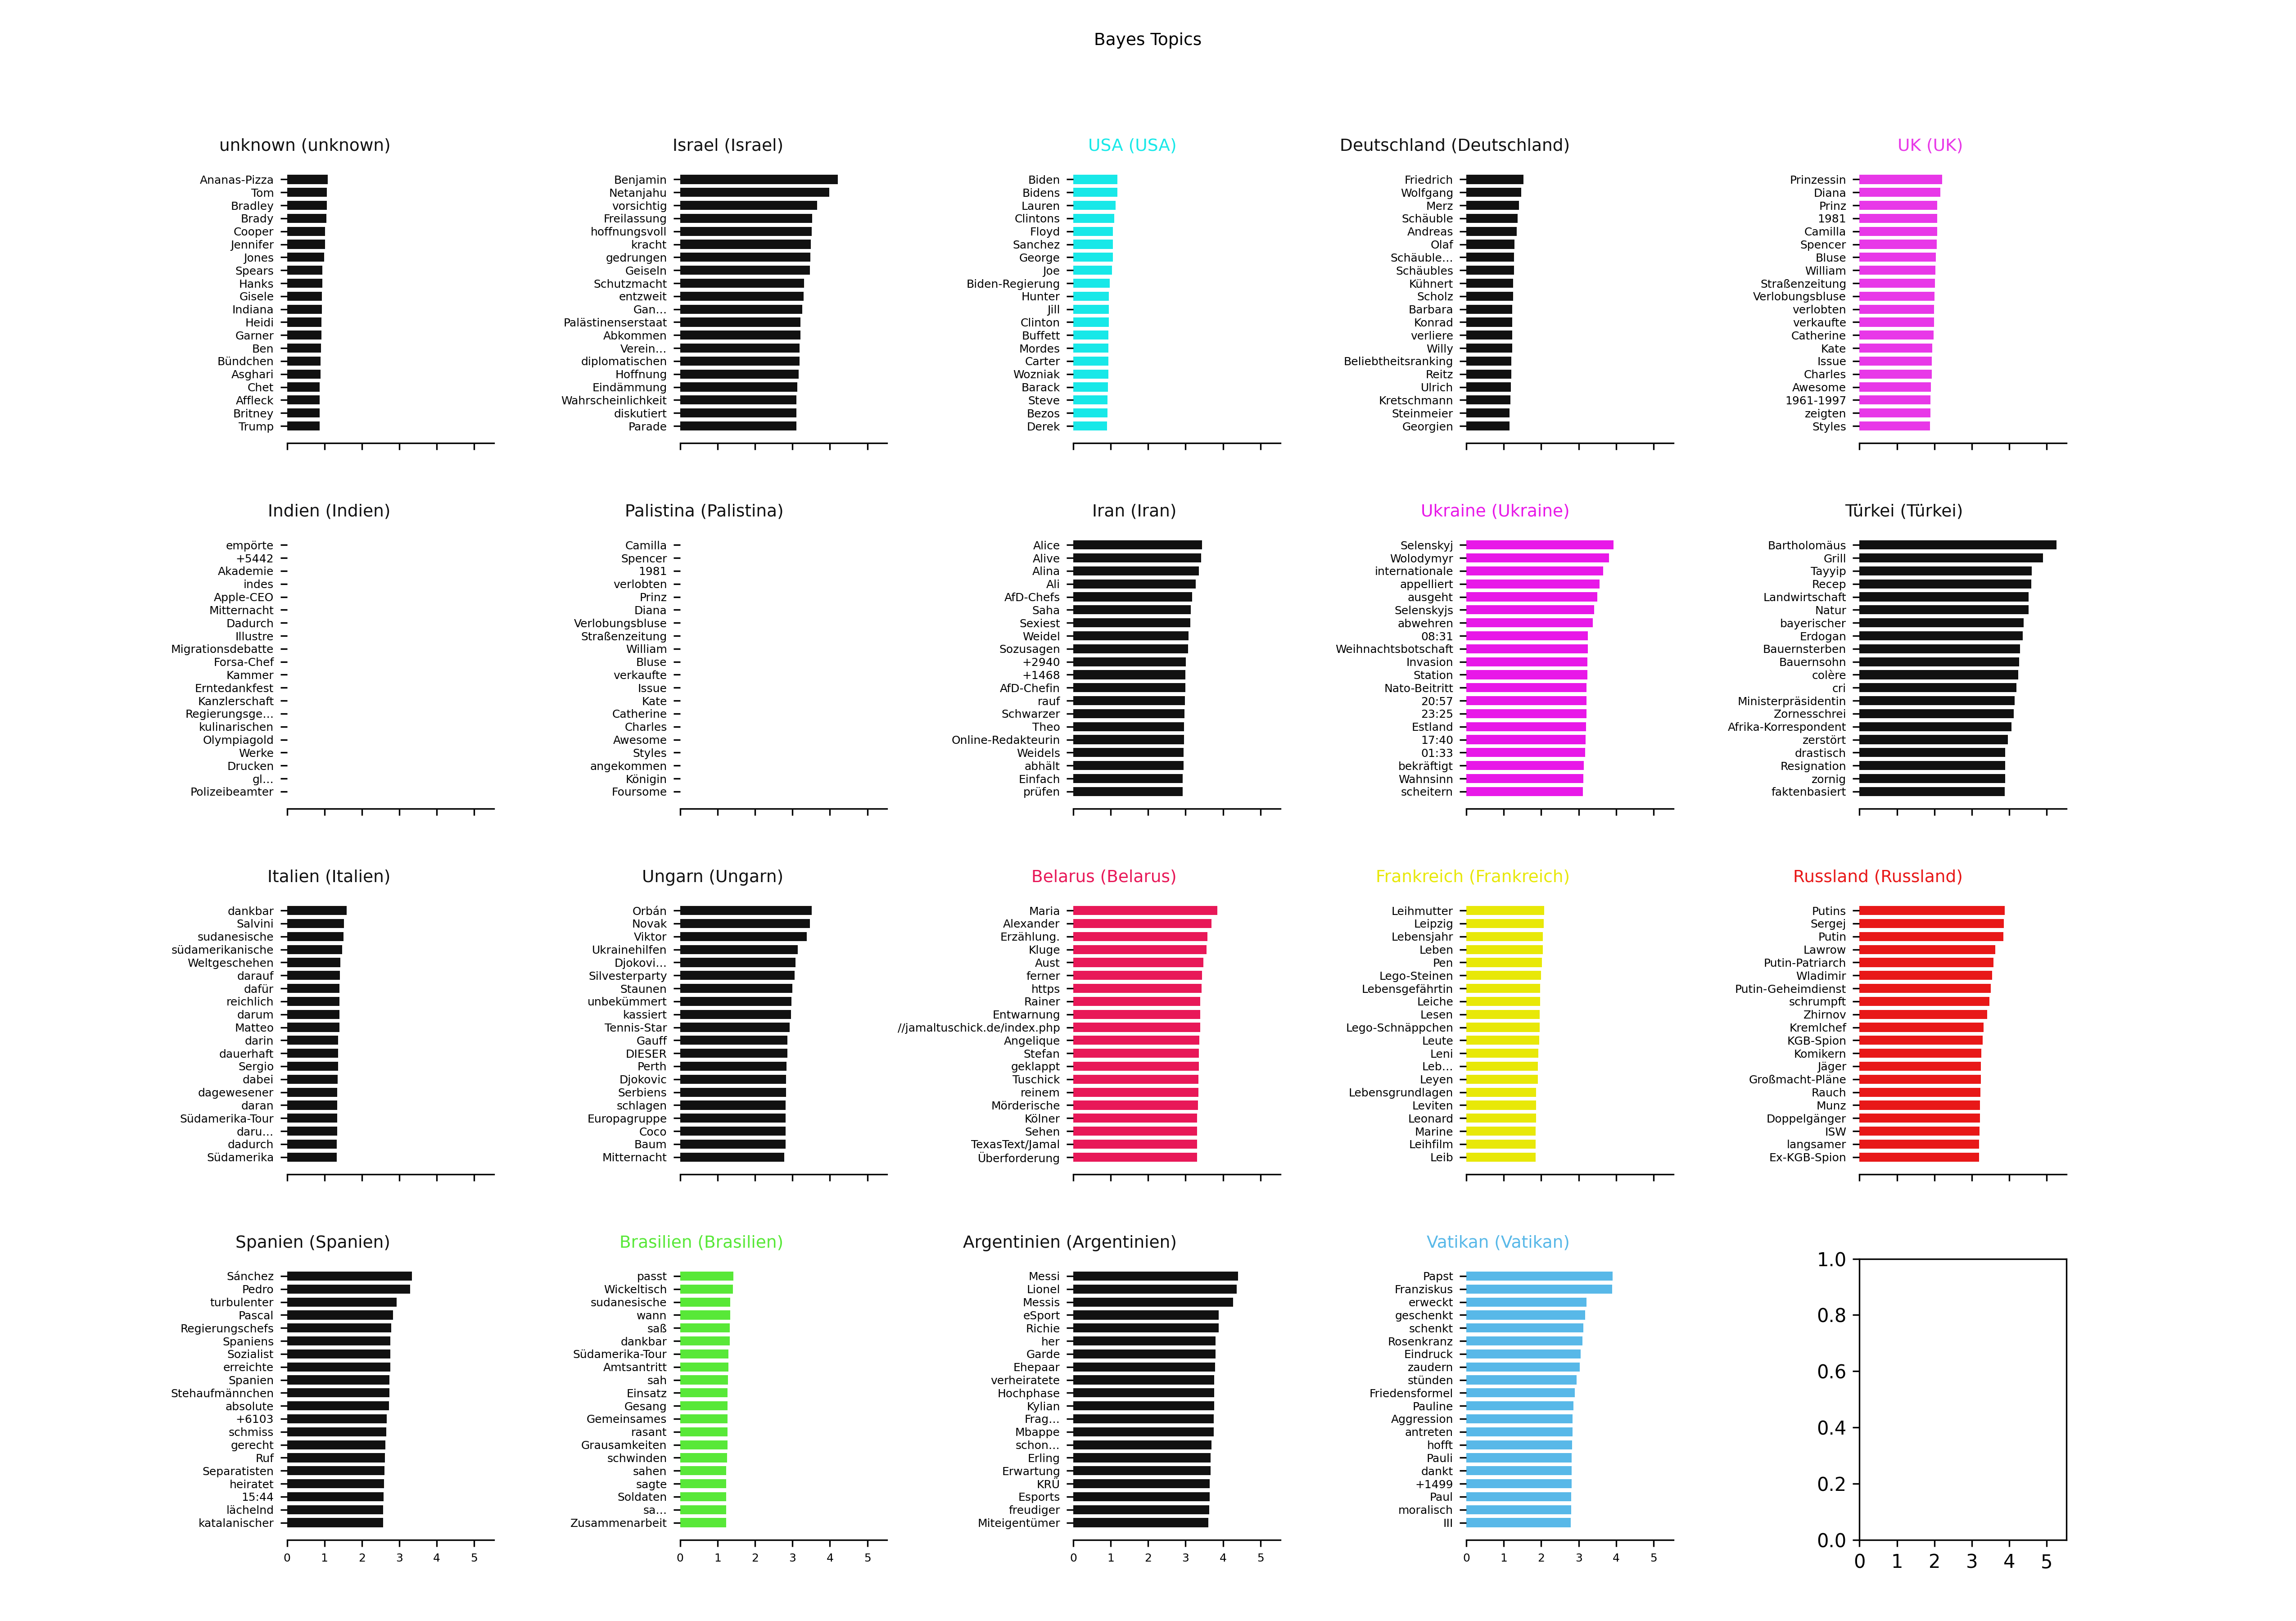 Bayes Topics
unknown (unknown)
Ananas-Pizza
Tom
Bradley
Brady
Cooper
Jennifer
Jones
Spears
Hanks
Gisele
Indiana
Heidi
Garner
Ben
Bündchen
Asghari
Chet
Affleck
Britney
Trump
Israel (Israel)
Benjamin
Netanjahu
vorsichtig
Freilassung
hoffnungsvoll
kracht
gedrungen
Geiseln
Schutzmacht
entzweit
Gan...
Palästinenserstaat
Abkommen
Verein...
diplomatischen
Hoffnung
Eindämmung
Wahrscheinlichkeit
diskutiert
Parade
USA (USA)
Biden
Bidens
Lauren
Clintons
Floyd
Sanchez
George
Joe
Biden-Regierung
Hunter
Jill
Clinton
Buffett
Mordes
Carter
Wozniak
Barack
Steve
Bezos
Derek
Deutschland (Deutschland)
Friedrich
Wolfgang
Merz
Schäuble
Andreas
Olaf
Schäuble...
Schäubles
Kühnert
Scholz
Barbara
Konrad
verliere
Willy
Beliebtheitsranking
Reitz
Ulrich
Kretschmann
Steinmeier
Georgien
UK (UK)
Prinzessin
Diana
Prinz
1981
Camilla
Spencer
Bluse
William
Straßenzeitung
Verlobungsbluse
verlobten
verkaufte
Catherine
Kate
Issue
Charles
Awesome
1961-1997
zeigten
Styles
Indien (Indien)
empörte
+5442
Akademie
indes
Apple-CEO
Mitternacht
Dadurch
Illustre
Migrationsdebatte
Forsa-Chef
Kammer
Erntedankfest
Kanzlerschaft
Regierungsge...
kulinarischen
Olympiagold
Werke
Drucken
gl...
Polizeibeamter
Palistina (Palistina)
Camilla
Spencer
1981
verlobten
Prinz
Diana
Verlobungsbluse
Straßenzeitung
William
Bluse
verkaufte
Issue
Kate
Catherine
Charles
Awesome
Styles
angekommen
Königin
Foursome
Iran (Iran)
Alice
Alive
Alina
Ali
AfD-Chefs
Saha
Sexiest
Weidel
Sozusagen
+2940
+1468
AfD-Chefin
rauf
Schwarzer
Theo
Online-Redakteurin
Weidels
abhält
Einfach
prüfen
Ukraine (Ukraine)
Selenskyj
Wolodymyr
internationale
appelliert
ausgeht
Selenskyjs
abwehren
08:31
Weihnachtsbotschaft
Invasion
Station
Nato-Beitritt
20:57
23:25
Estland
17:40
01:33
bekräftigt
Wahnsinn
scheitern
Türkei (Türkei)
Bartholomäus
Grill
Tayyip
Recep
Landwirtschaft
Natur
bayerischer
Erdogan
Bauernsterben
Bauernsohn
colère
cri
Ministerpräsidentin
Zornesschrei
Afrika-Korrespondent
zerstört
drastisch
Resignation
zornig
faktenbasiert
Italien (Italien)
dankbar
Salvini
sudanesische
südamerikanische
Weltgeschehen
darauf
dafür
reichlich
darum
Matteo
darin
dauerhaft
Sergio
dabei
dagewesener
daran
Südamerika-Tour
daru...
dadurch
Südamerika
Ungarn (Ungarn)
Orbán
Novak
Viktor
Ukrainehilfen
Djokovi...
Silvesterparty
Staunen
unbekümmert
kassiert
Tennis-Star
Gauff
DIESER
Perth
Djokovic
Serbiens
schlagen
Europagruppe
Coco
Baum
Mitternacht
Belarus (Belarus)
Maria
Alexander
Erzählung.
Kluge
Aust
ferner
https
Rainer
Entwarnung
//jamaltuschick.de/index.php
Angelique
Stefan
geklappt
Tuschick
reinem
Mörderische
Kölner
Sehen
TexasText/Jamal
Überforderung
Frankreich (Frankreich)
Leihmutter
Leipzig
Lebensjahr
Leben
Pen
Lego-Steinen
Lebensgefährtin
Leiche
Lesen
Lego-Schnäppchen
Leute
Leni
Leb...
Leyen
Lebensgrundlagen
Leviten
Leonard
Marine
Leihfilm
Leib
Russland (Russland)
Putins
Sergej
Putin
Lawrow
Putin-Patriarch
Wladimir
Putin-Geheimdienst
schrumpft
Zhirnov
Kremlchef
KGB-Spion
Komikern
Jäger
Großmacht-Pläne
Rauch
Munz
Doppelgänger
ISW
langsamer
Ex-KGB-Spion
Spanien (Spanien)
Sánchez
Pedro
turbulenter
Pascal
Regierungschefs
Spaniens
Sozialist
erreichte
Spanien
Stehaufmännchen
absolute
+6103
schmiss
gerecht
Ruf
Separatisten
heiratet
15:44
lächelnd
katalanischer
0 1 2 3 4 5
Brasilien (Brasilien)
passt
Wickeltisch
sudanesische
wann
saß
dankbar
Südamerika-Tour
Amtsantritt
sah
Einsatz
Gesang
Gemeinsames
rasant
Grausamkeiten
schwinden
sahen
sagte
Soldaten
sa...
Zusammenarbeit
0 1 2 3 4 5
Argentinien (Argentinien)
Messi
Lionel
Messis
eSport
Richie
her
Garde
Ehepaar
verheiratete
Hochphase
Kylian
Frag...
Mbappe
schon...
Erling
Erwartung
KRÜ
Esports
freudiger
Miteigentümer
0 1 2 3 4 5
Vatikan (Vatikan)
Papst
Franziskus
erweckt
geschenkt
schenkt
Rosenkranz
Eindruck
zaudern
stünden
Friedensformel
Pauline
Aggression
antreten
hofft
Pauli
dankt
+1499
Paul
moralisch
III
0 1 2 3 4 5
1.0
0.8
0.6
0.4
0.2
0.0
0 1 2 3 4 5